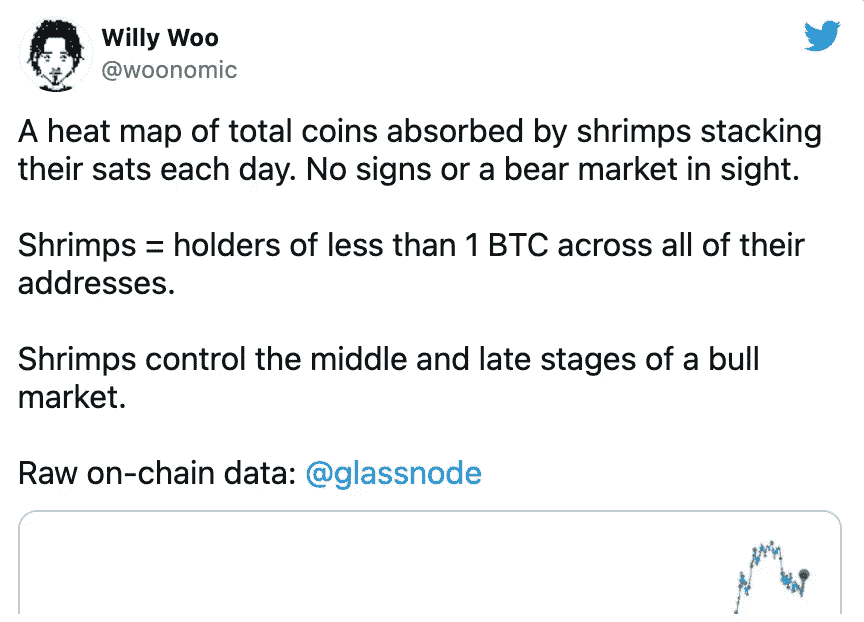 Willy Woo
@woonomic
A heat map of total coins absorbed by shrimps stacking
their sats each day. No signs or a bear market in sight.
Shrimps = holders of less than 1 BTC across all of their
addresses.
Shrimps control the middle and late stages of a bull
market.
Raw on-chain data: @glassnode